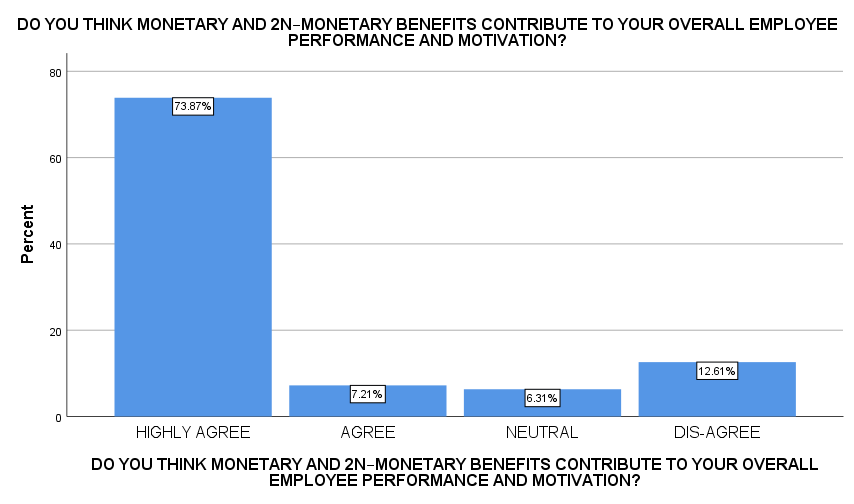 DO YOU THINK MONETARY AND 2N–MONETARY BENEFITS CONTRIBUTE TO YOUR OVERALL EMPLOYEE
PERFORMANCE AND MOTIVATION?
80
60
40
20
0
Percent
73.87%
7.21%
6.31%
12.61%
HIGHLY AGREE
AGREE
NEUTRAL
DIS-AGREE
DO YOU THINK MONETARY AND 2N–MONETARY BENEFITS CONTRIBUTE TO YOUR OVERALL
EMPLOYEE PERFORMANCE AND MOTIVATION?